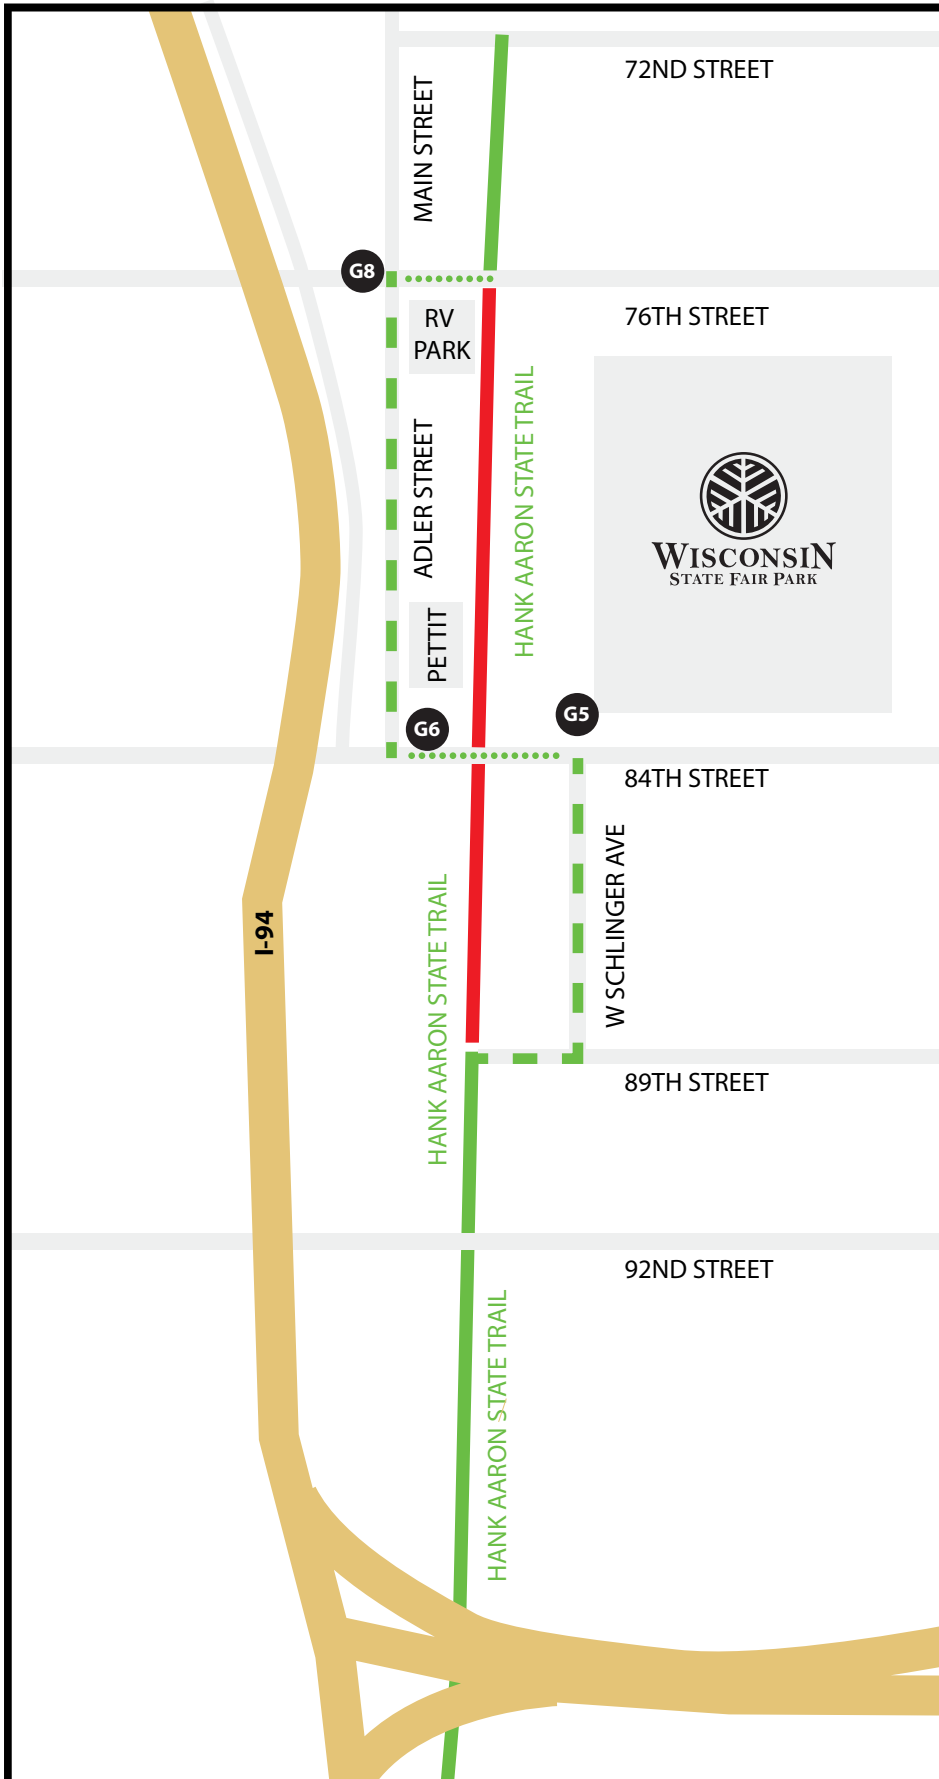 72ND STREET
MAIN STREET
G8
76TH STREET
RV
PARK
HANK AARON STATE TRAIL
ADLER STREET
WISCONSIN
STATE FAIR PARK
PETTIT
G6
G5
84TH STREET
W SCHLINGER AVE
HANK AARON STATE TRAIL
I-94
89TH STREET
92ND STREET
HANK AARON STATE TRAIL